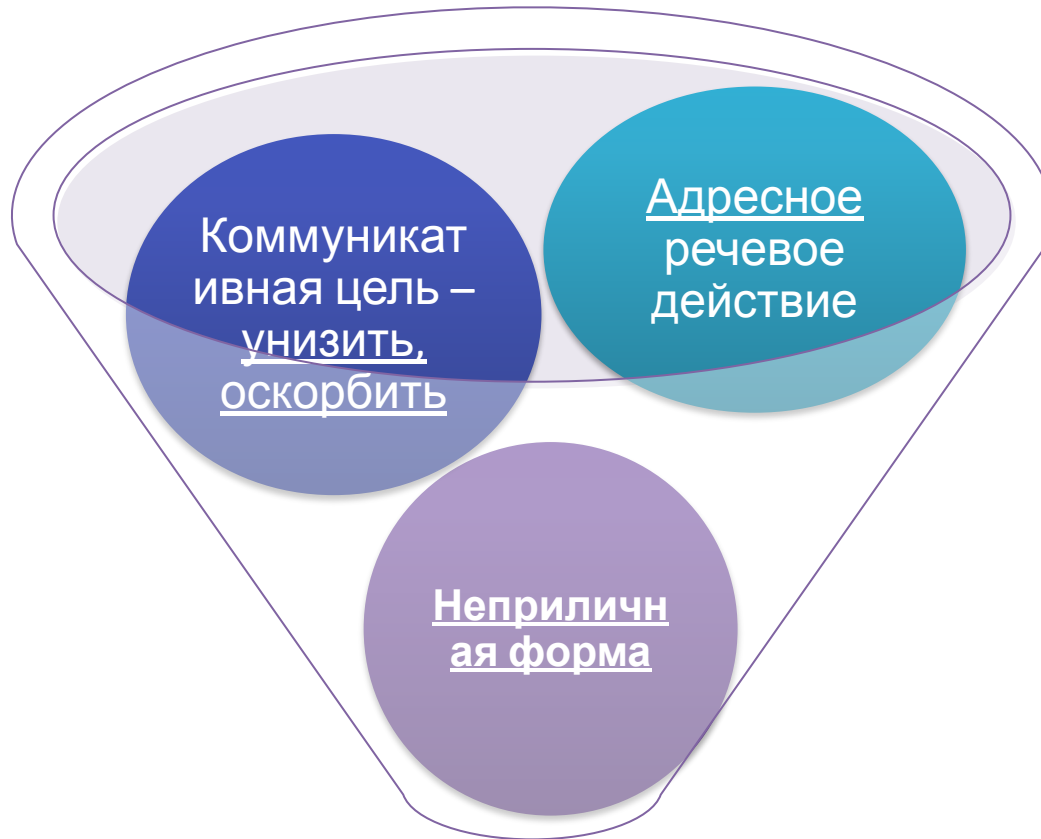 Коммуникат
ивная цель –
унизить,
оскорбить
Адресное
речевое
действие
Неприличн
ая форма